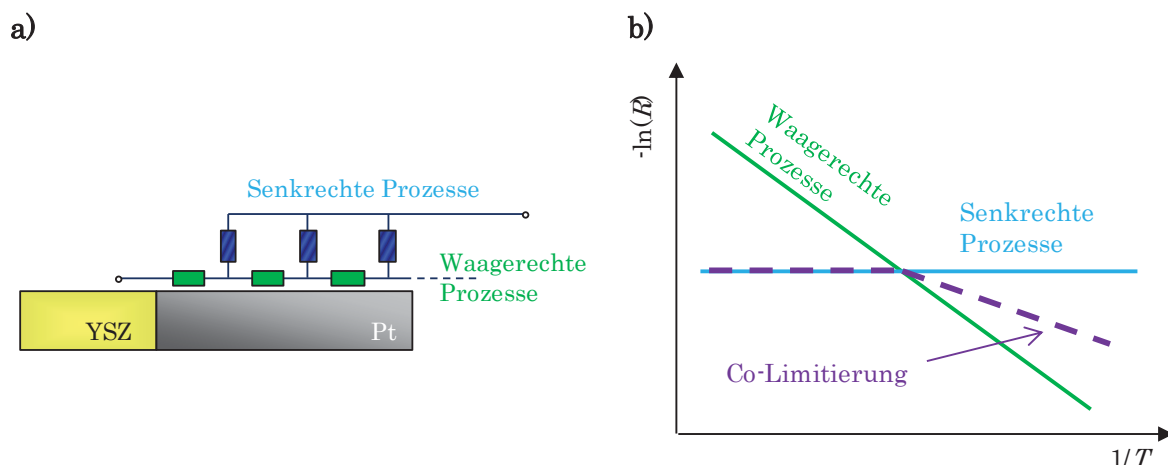 a)
Senkrechte Prozesse
Waagerechte
Prozesse
YSZ
Pt
b)
-ln(R)
Waagerechte
Prozesse
Senkrechte
Prozesse
Co-Limitierung
1/T